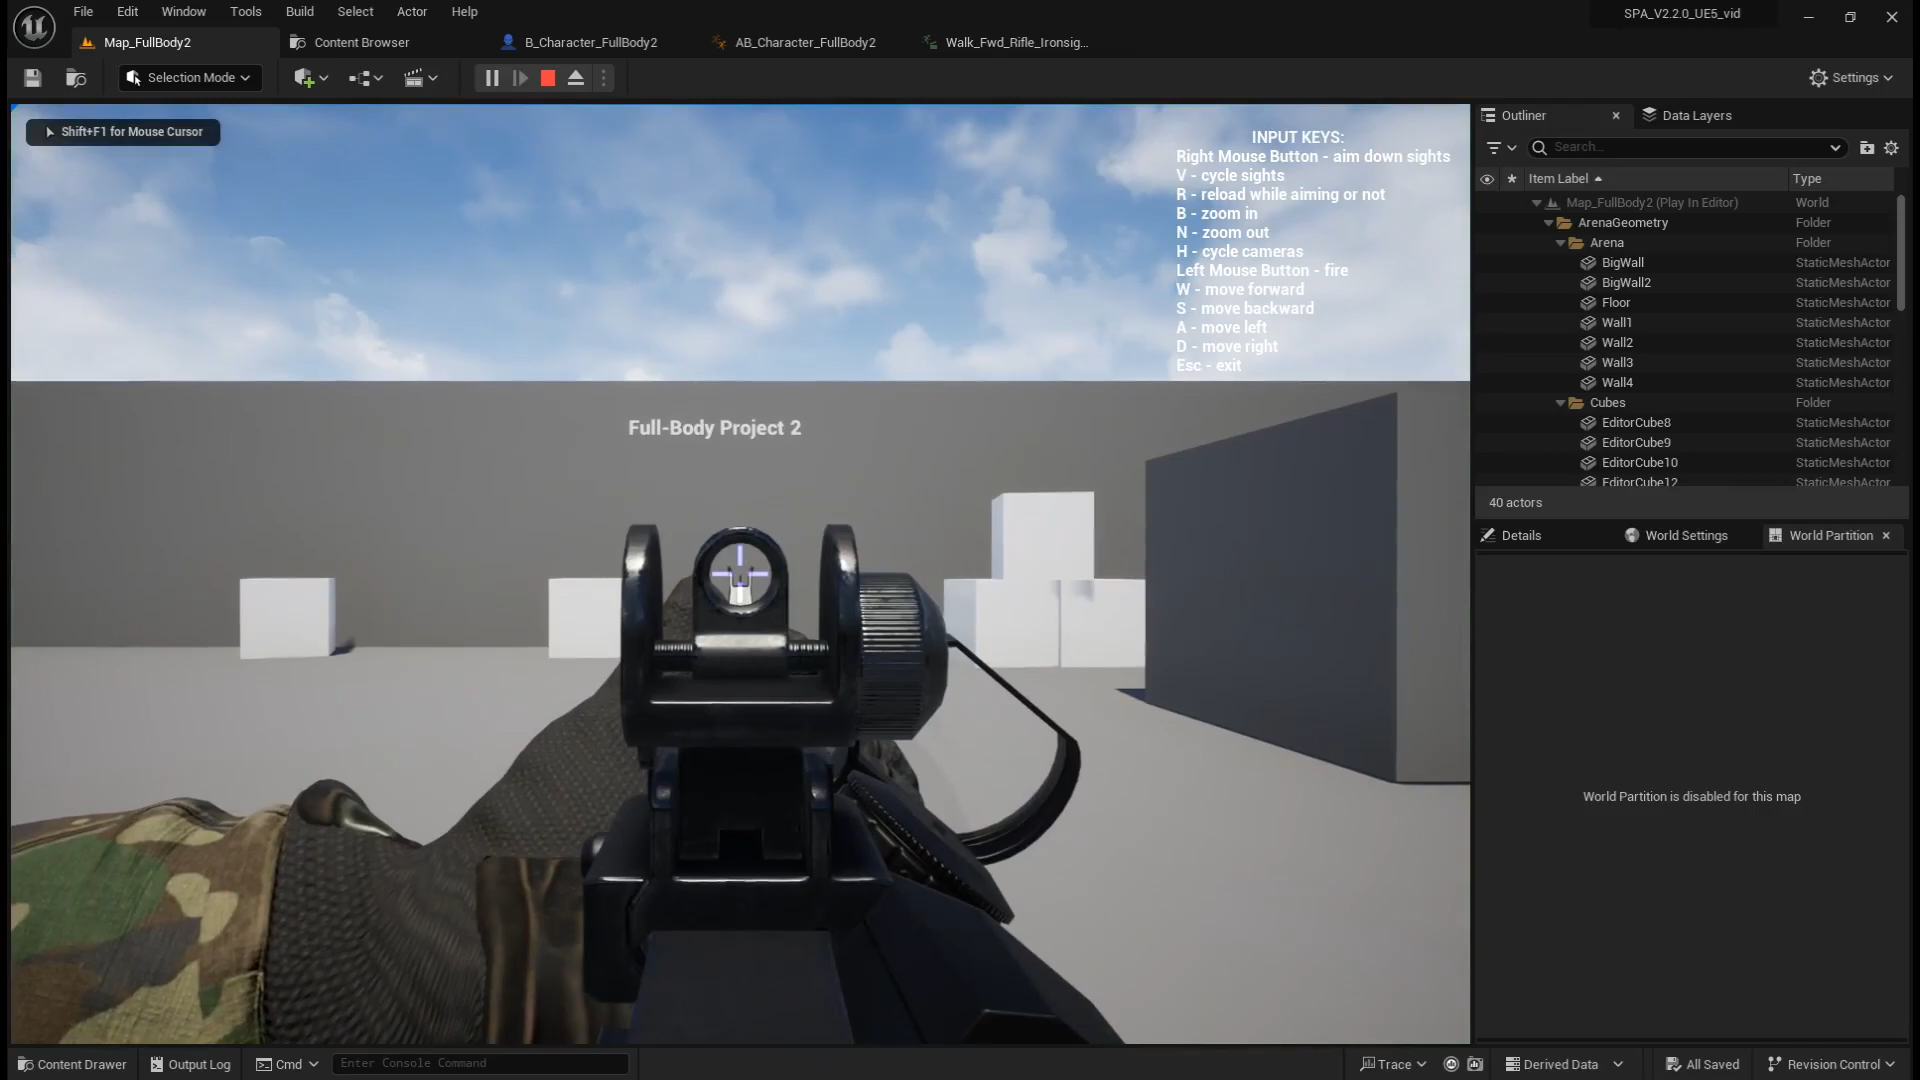 File Edit Window Tools Build Select Actor Help
SPA_V2.2.0_UE5_vid
Map_FullBody2
Content Browser
B_Character_FullBody2
AB_Character_FullBody2
Walk_Fwd_Rifle_Ironsig...
Selection Mode
Settings
Shift+F1 for Mouse Cursor
INPUT KEYS:
Right Mouse Button - aim down sights
V - cycle sights
R - reload while aiming or not
B - zoom in
N - zoom out
H - cycle cameras
Left Mouse Button - fire
W - move forward
S - move backward
A - move left
D - move right
Esc - exit
Full-Body Project 2
Outliner
Data Layers
Search...
Item Label Type
Map_FullBody2 (Play In Editor) World
ArenaGeometry Folder
Arena Folder
BigWall StaticMeshActor
BigWall2 StaticMeshActor
Floor StaticMeshActor
Wall1 StaticMeshActor
Wall2 StaticMeshActor
Wall3 StaticMeshActor
Wall4 StaticMeshActor
Cubes Folder
EditorCube8 StaticMeshActor
EditorCube9 StaticMeshActor
EditorCube10 StaticMeshActor
EditorCube12 StaticMeshActor
40 actors
Details
World Settings
World Partition
World Partition is disabled for this map
Content Drawer
Output Log
Cmd
Enter Console Command
Trace
Derived Data
All Saved
Revision Control